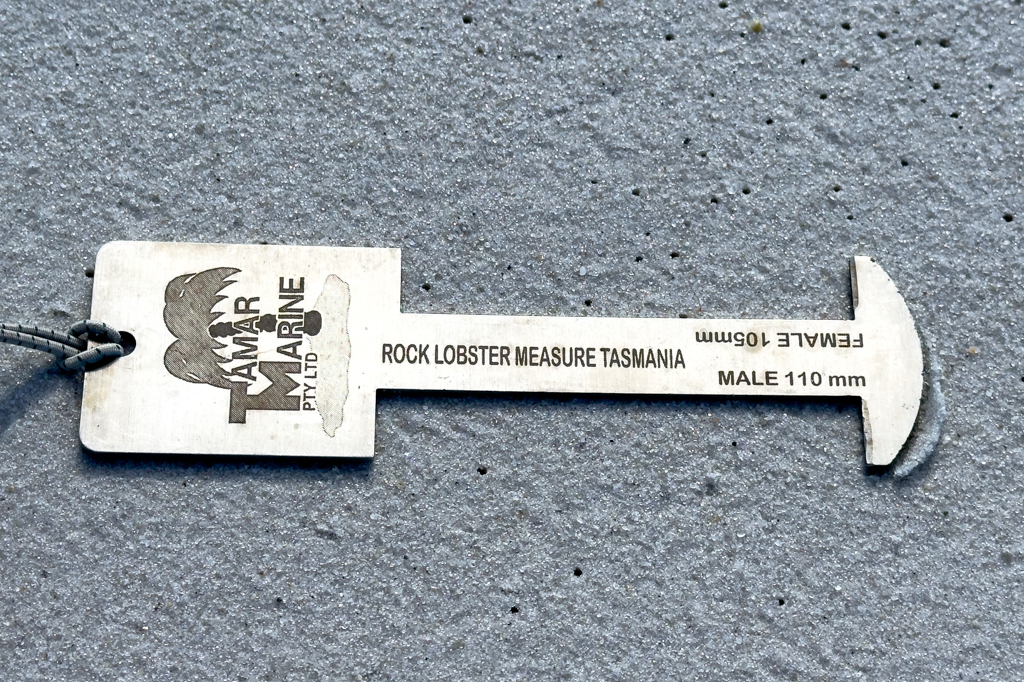 TAMAR
MARINE
PTY LTD
ROCK LOBSTER MEASURE TASMANIA
FEMALE 105mm
MALE 110 mm